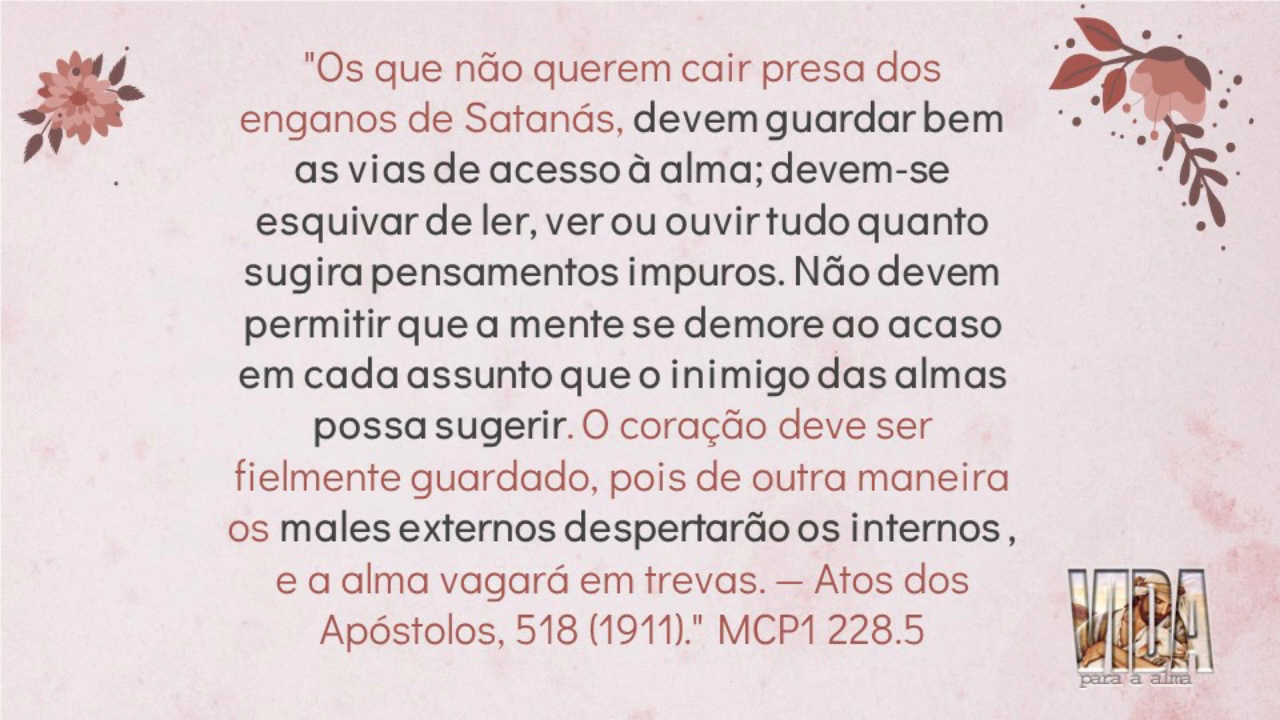 "Os que não querem cair presa dos
enganos de Satanás, devem guardar bem
as vias de acesso à alma; devem-se
esquivar de ler, ver ou ouvir tudo quanto
sugira pensamentos impuros. Não devem
permitir que a mente se demore ao acaso
em cada assunto que o inimigo das almas
possa sugerir. O coração deve ser
fielmente guardado, pois de outra maneira
os males externos despertarão os internos ,
e a alma vagará em trevas. — Atos dos
Apóstolos, 518 (1911)." MCP1 228.5
VIDA
para a alma